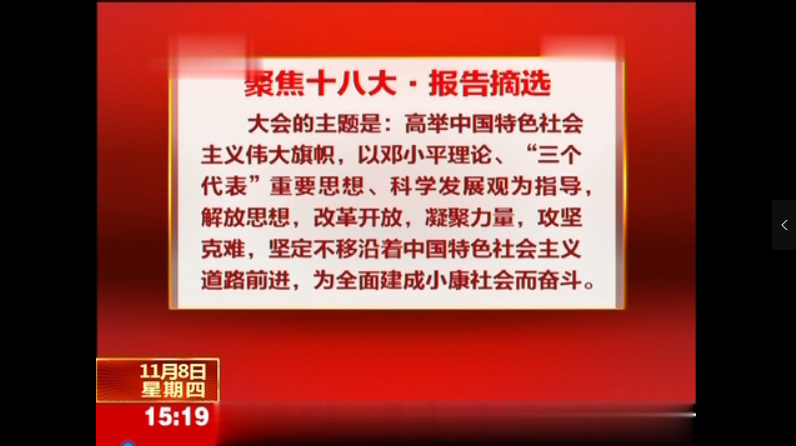 聚焦十八大·报告摘选
大会的主题是：高举中国特色社会
主义伟大旗帜，以邓小平理论、“三个
代表”重要思想、科学发展观为指导，
解放思想，改革开放，凝聚力量，攻坚
克难，坚定不移沿着中国特色社会主义
道路前进，为全面建成小康社会而奋斗。
11月8日
星期四
15:19